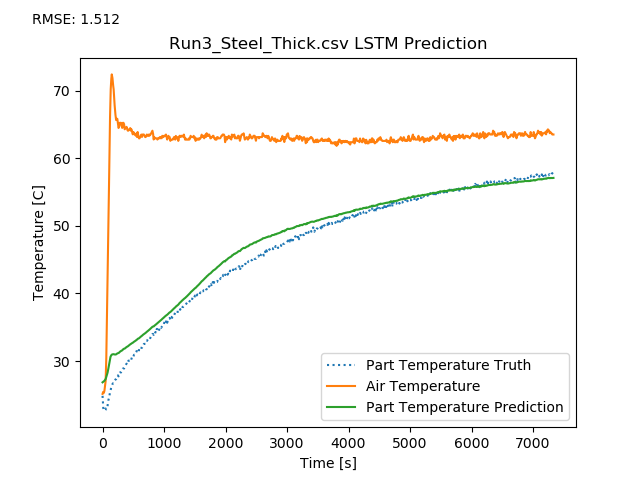 RMSE: 1.512
Run3_Steel_Thick.csv LSTM Prediction
70
60
50
40
30
Temperature [C]
Part Temperature Truth
Air Temperature
Part Temperature Prediction
0 1000 2000 3000 4000 5000 6000 7000
Time [s]